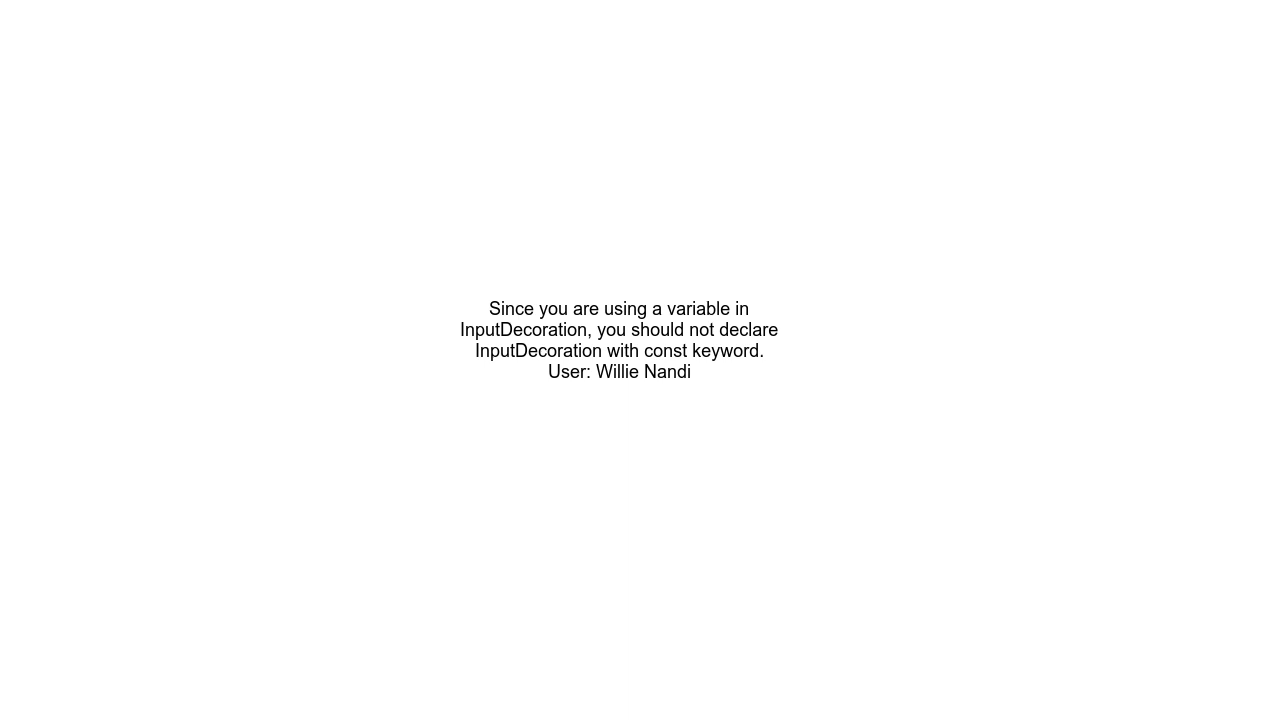 Since you are using a variable in
InputDecoration, you should not declare
InputDecoration with const keyword.
User: Willie Nandi